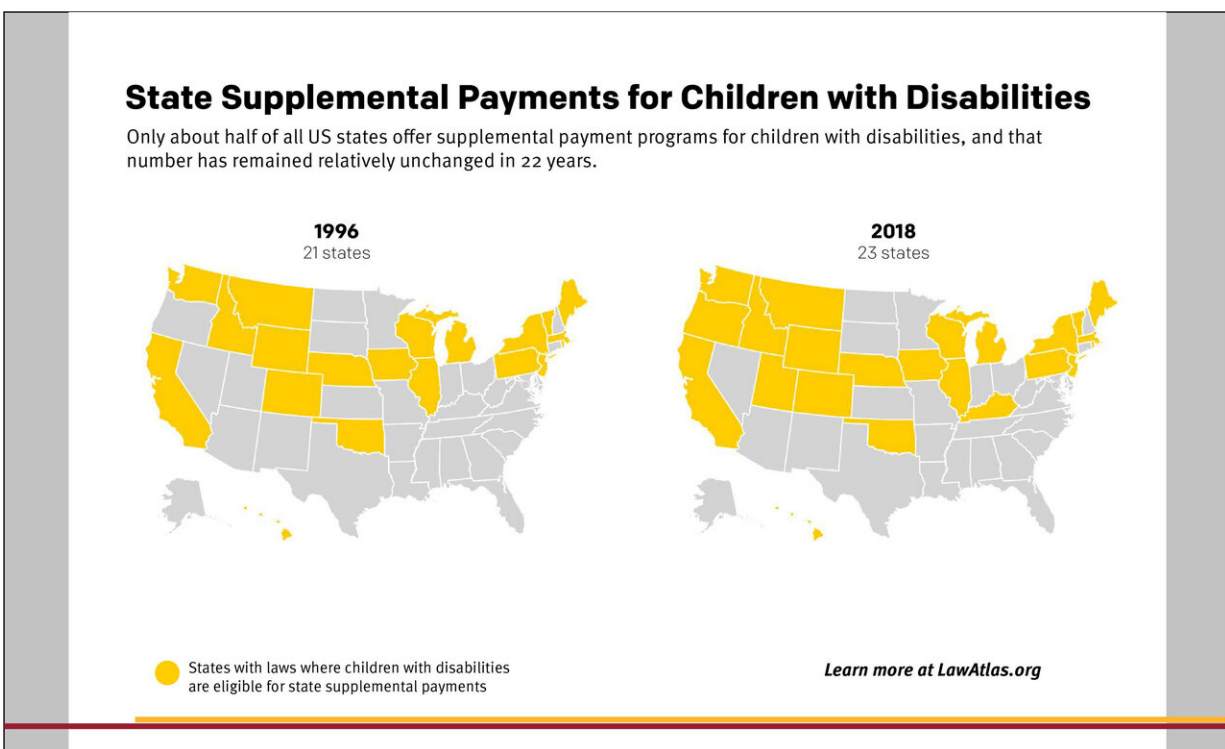 State Supplemental Payments for Children with Disabilities
Only about half of all US states offer supplemental payment programs for children with disabilities, and that
number has remained relatively unchanged in 22 years.
1996
21 states
2018
23 states
States with laws where children with disabilities
are eligible for state supplemental payments
Learn more at LawAtlas.org